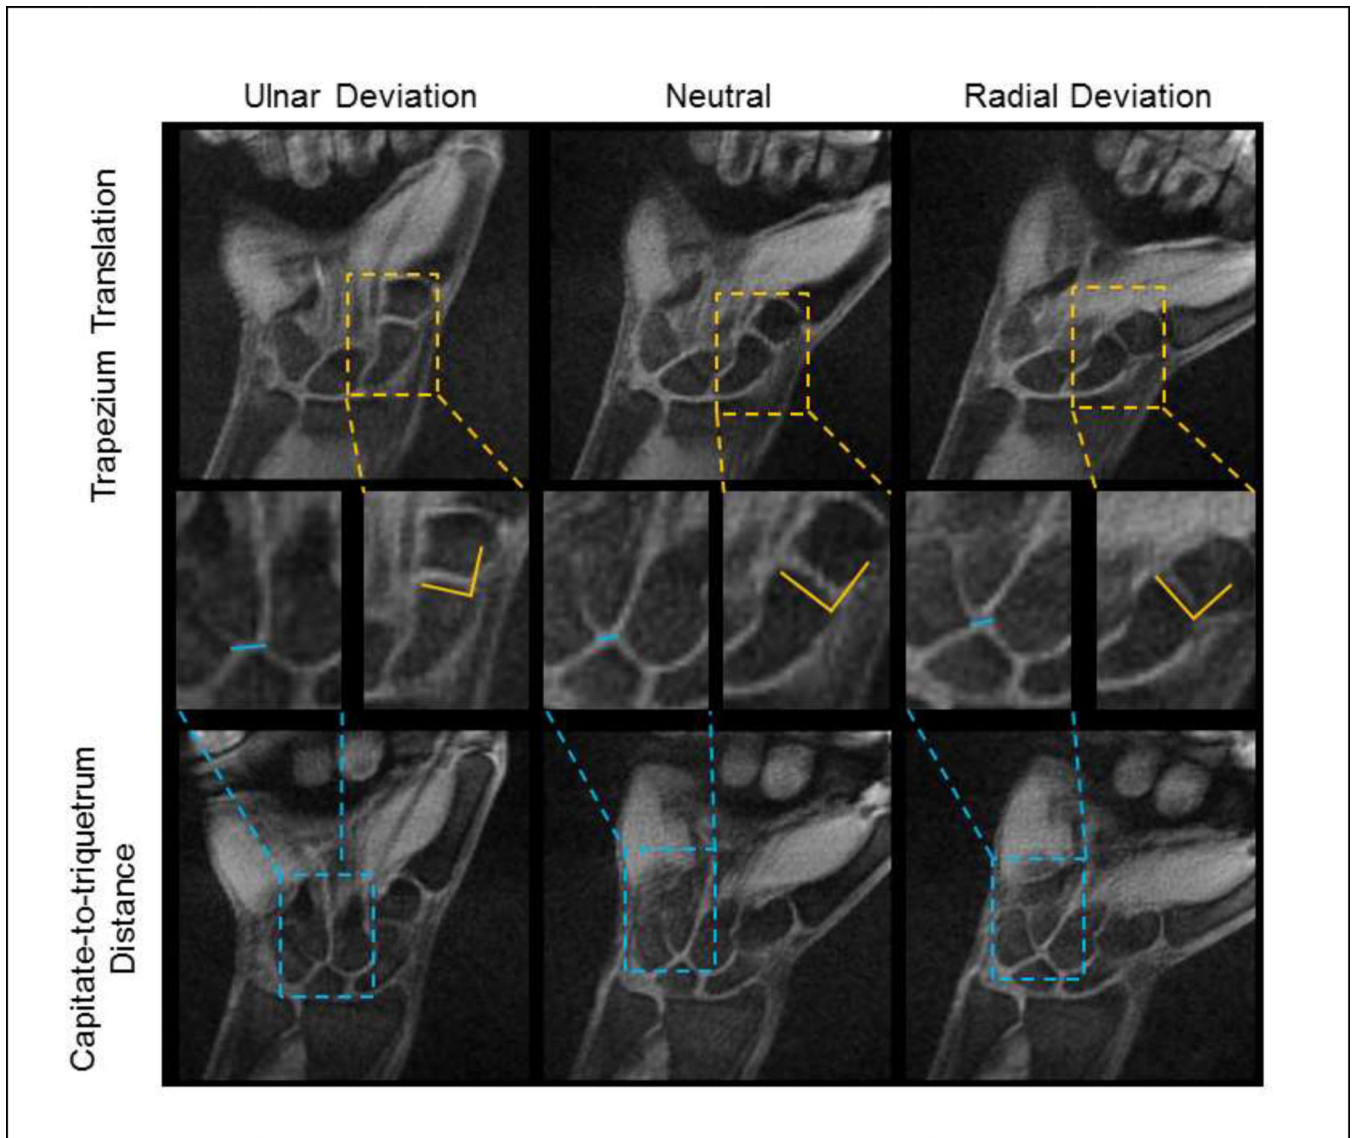 Ulnar Deviation
Neutral
Radial Deviation
Trapezium Translation
Capitate-to-triquetrum
Distance